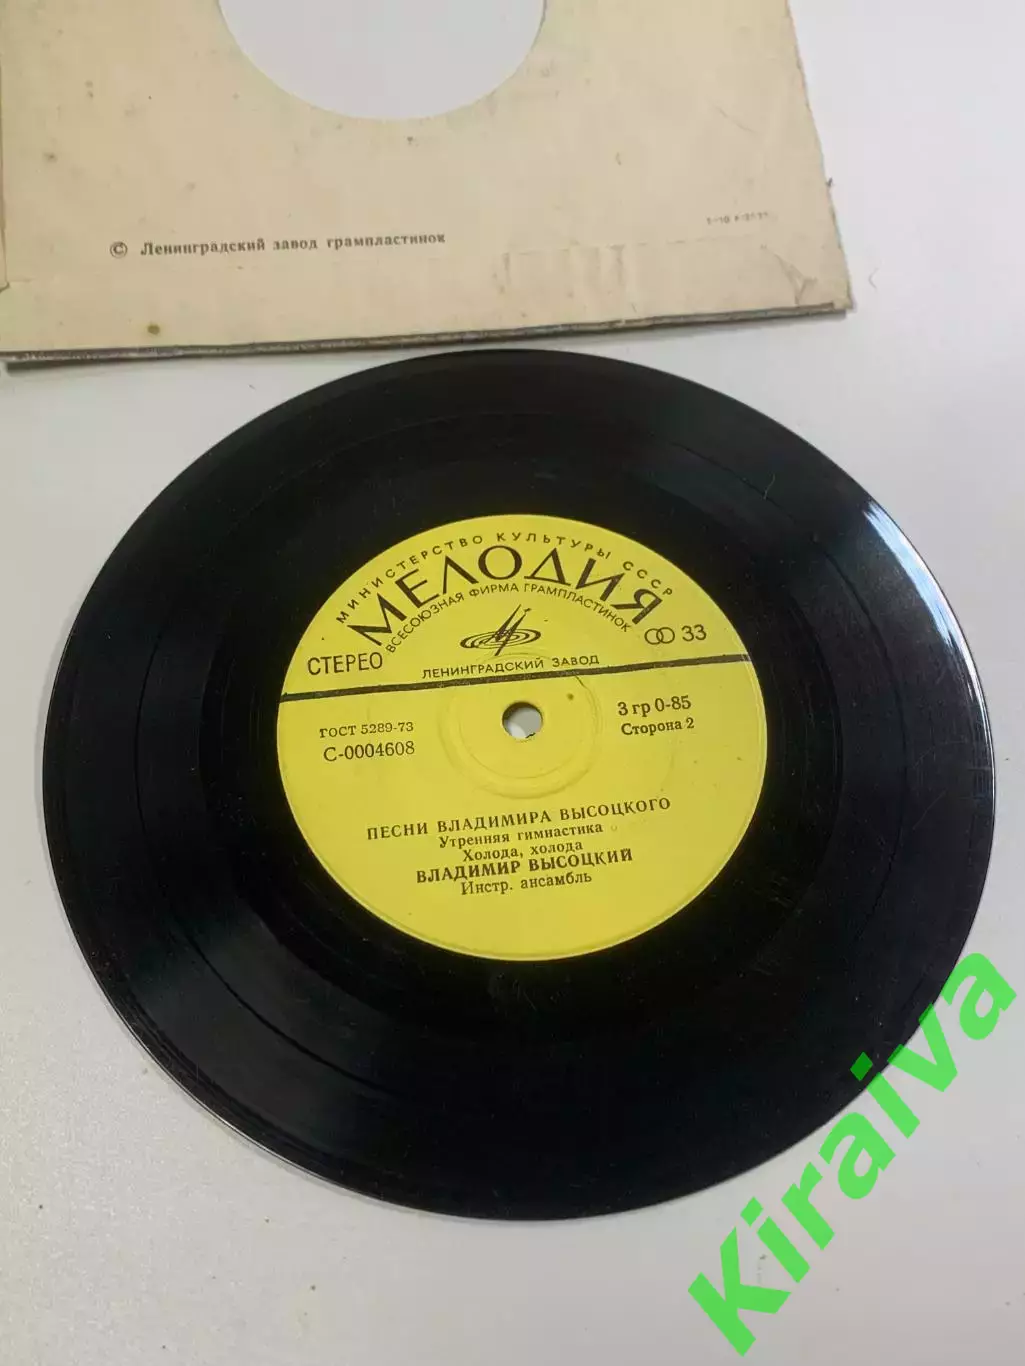 © Ленинградский завод грампластинок
МИНИСТЕРСТВО КУЛЬТУРЫ СССР
МЕЛОДИЯ
ВСЕСОЮЗНАЯ ФИРМА ГРАМПЛАСТИНОК
СТЕРЕО
33
ЛЕНИНГРАДСКИЙ ЗАВОД
ГОСТ 5289-73
3 гр 0-85
С-0004608
Сторона 2
ПЕСНИ ВЛАДИМИРА ВЫСОЦКОГО
Утренняя гимнастика
Холода, холода
ВЛАДИМИР ВЫСОЦКИЙ
Инстр. ансамбль
Kiraiva